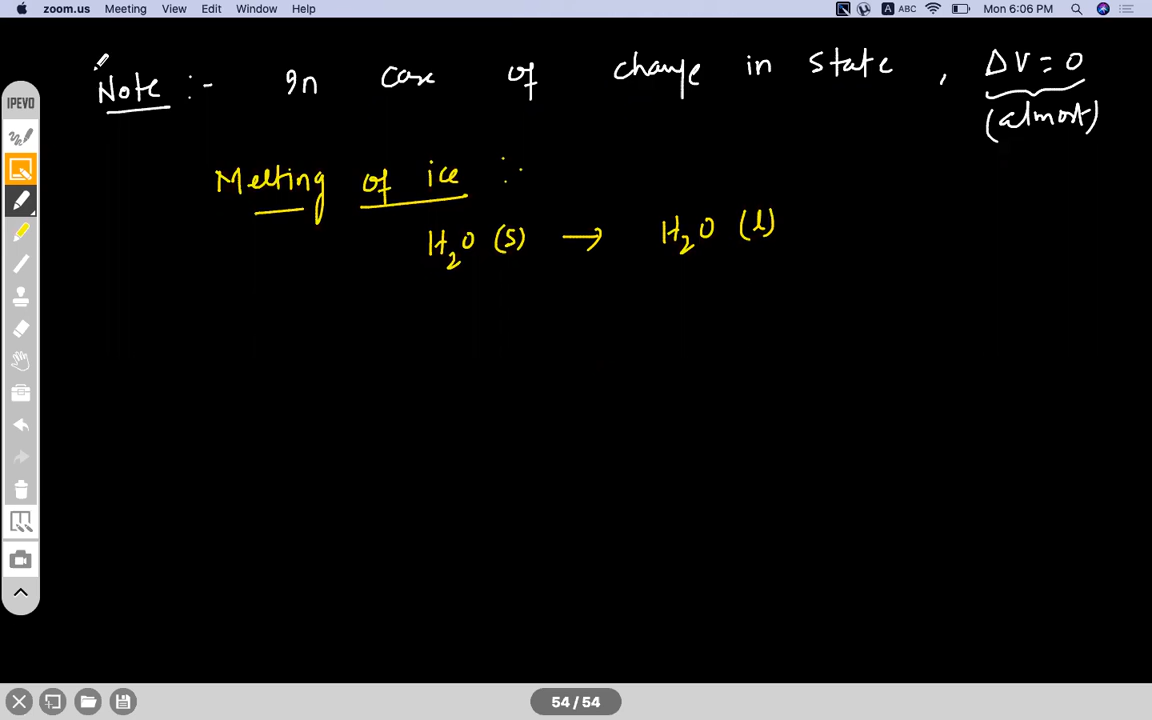 zoom.us Meeting View Edit Window Help ABC Mon 6:06 PM
Note :- In case of change in state , ΔV = 0
(almost)
IPEVO
Melting of ice :-
H₂O (s) → H₂O (l)
54 / 54